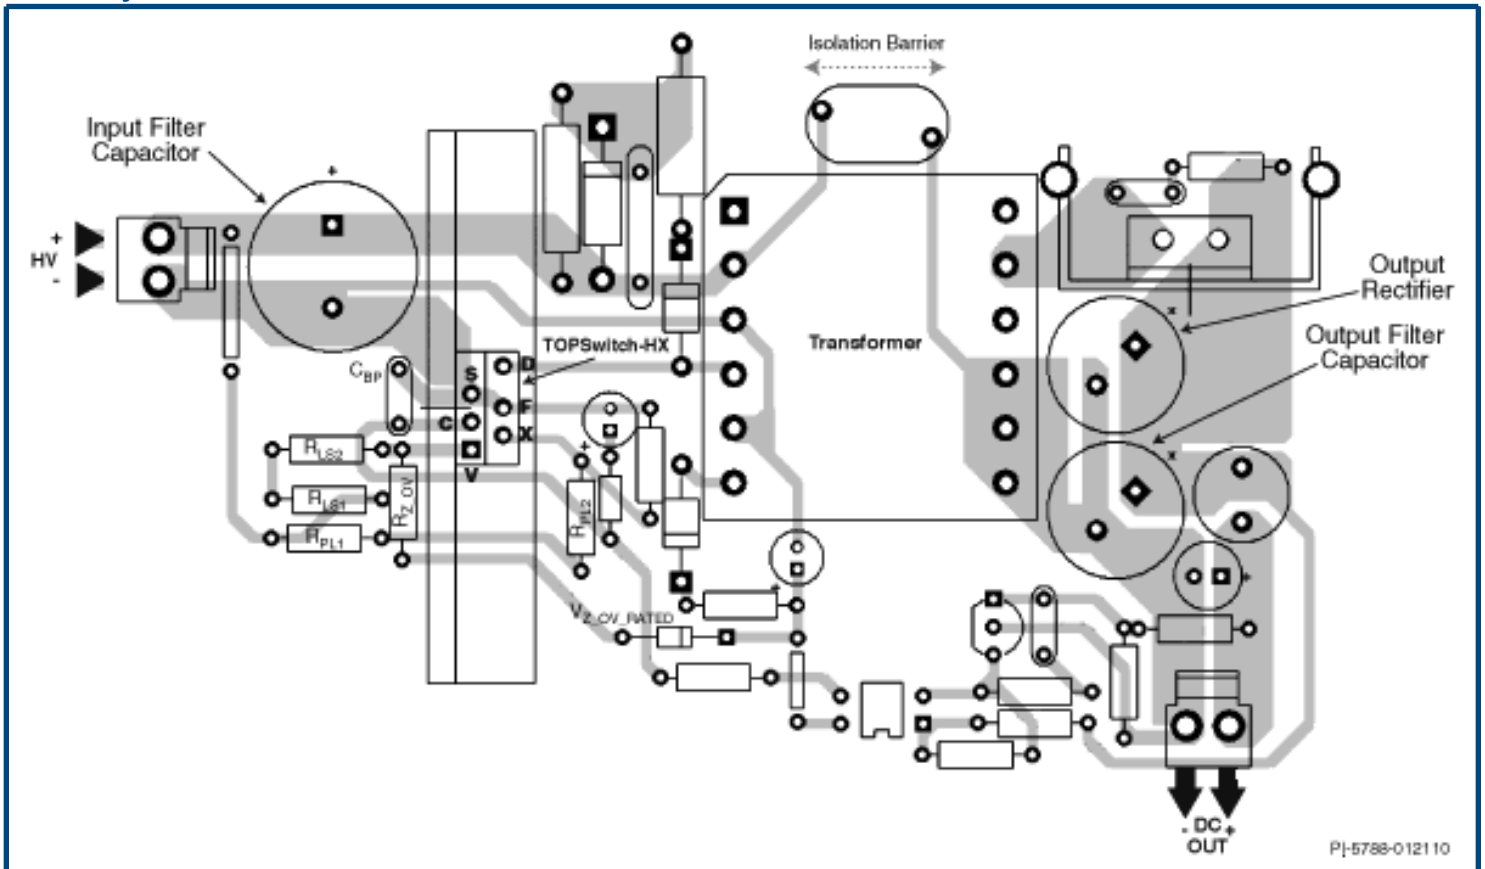 Isolation Barrier
Input Filter
Capacitor
+
+
HV
-
Output
Rectifier
Output Filter
Capacitor
Transformer
TOPSwitch-HX
CBP
S
D
F
C
X
V
RLS2
RLS1
RPL1
RZ_OV
+
RPL2
+
VZ_OV_RATED
x
x
+
- DC +
OUT
PI-5788-012110